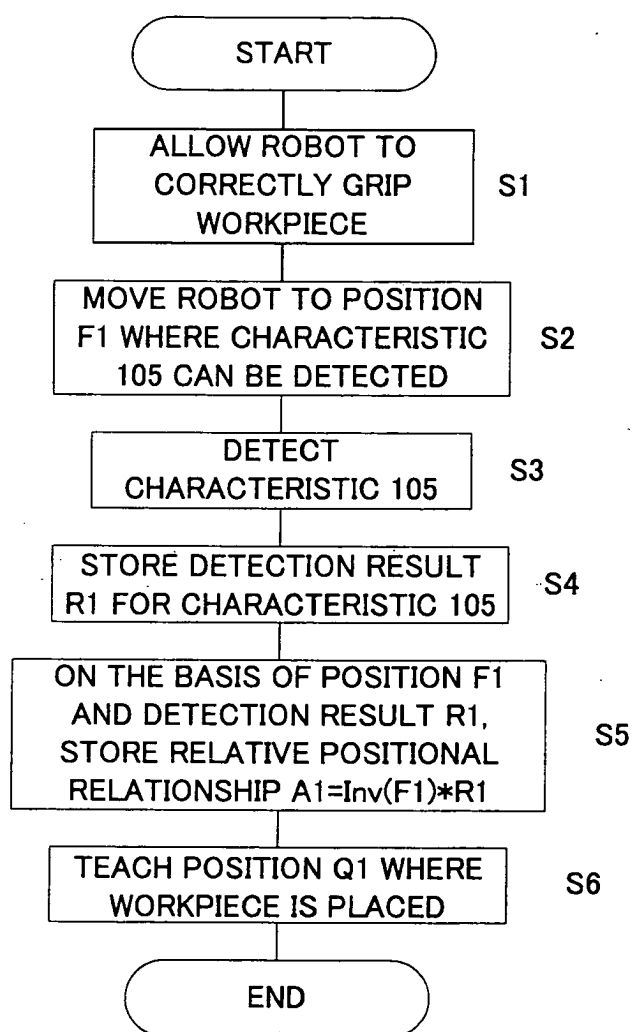 START
ALLOW ROBOT TO
CORRECTLY GRIP
WORKPIECE
S1
MOVE ROBOT TO POSITION
F1 WHERE CHARACTERISTIC
105 CAN BE DETECTED
S2
DETECT
CHARACTERISTIC 105
S3
STORE DETECTION RESULT
R1 FOR CHARACTERISTIC 105
S4
ON THE BASIS OF POSITION F1
AND DETECTION RESULT R1,
STORE RELATIVE POSITIONAL
RELATIONSHIP A1=Inv(F1)*R1
S5
TEACH POSITION Q1 WHERE
WORKPIECE IS PLACED
S6
END